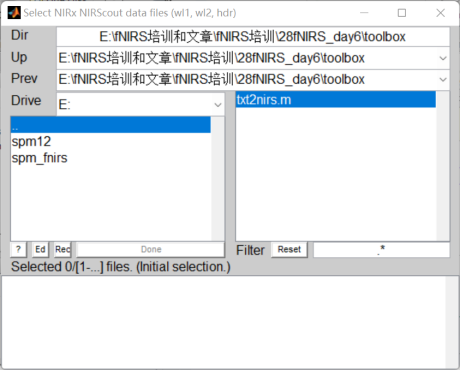 Select NIRx NIRScout data files (wl1, wl2, hdr)
Dir E:\fNIRS培训和文章\fNIRS培训\28fNIRS_day6\toolbox
Up E:\fNIRS培训和文章\fNIRS培训\28fNIRS_day6\toolbox
Prev E:\fNIRS培训和文章\fNIRS培训\28fNIRS_day6\toolbox
Drive E:
..
spm12
spm_fnirs
txt2nirs.m
? Ed Rec Done Filter Reset .*
Selected 0/[1-...] files. (Initial selection.)